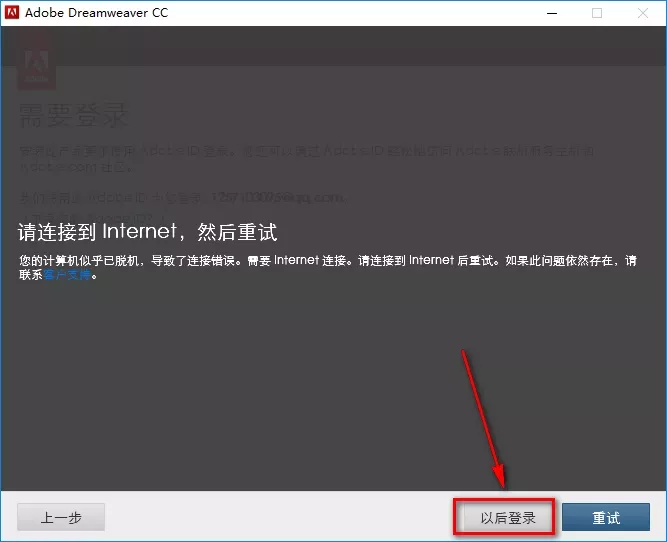 Adobe Dreamweaver CC
需要登录
请连接到 Internet，然后重试
您的计算机似乎已脱机，导致了连接错误。需要 Internet 连接。请连接到 Internet 后重试。如果此问题依然存在，请
联系客户支持。
上一步
以后登录
重试